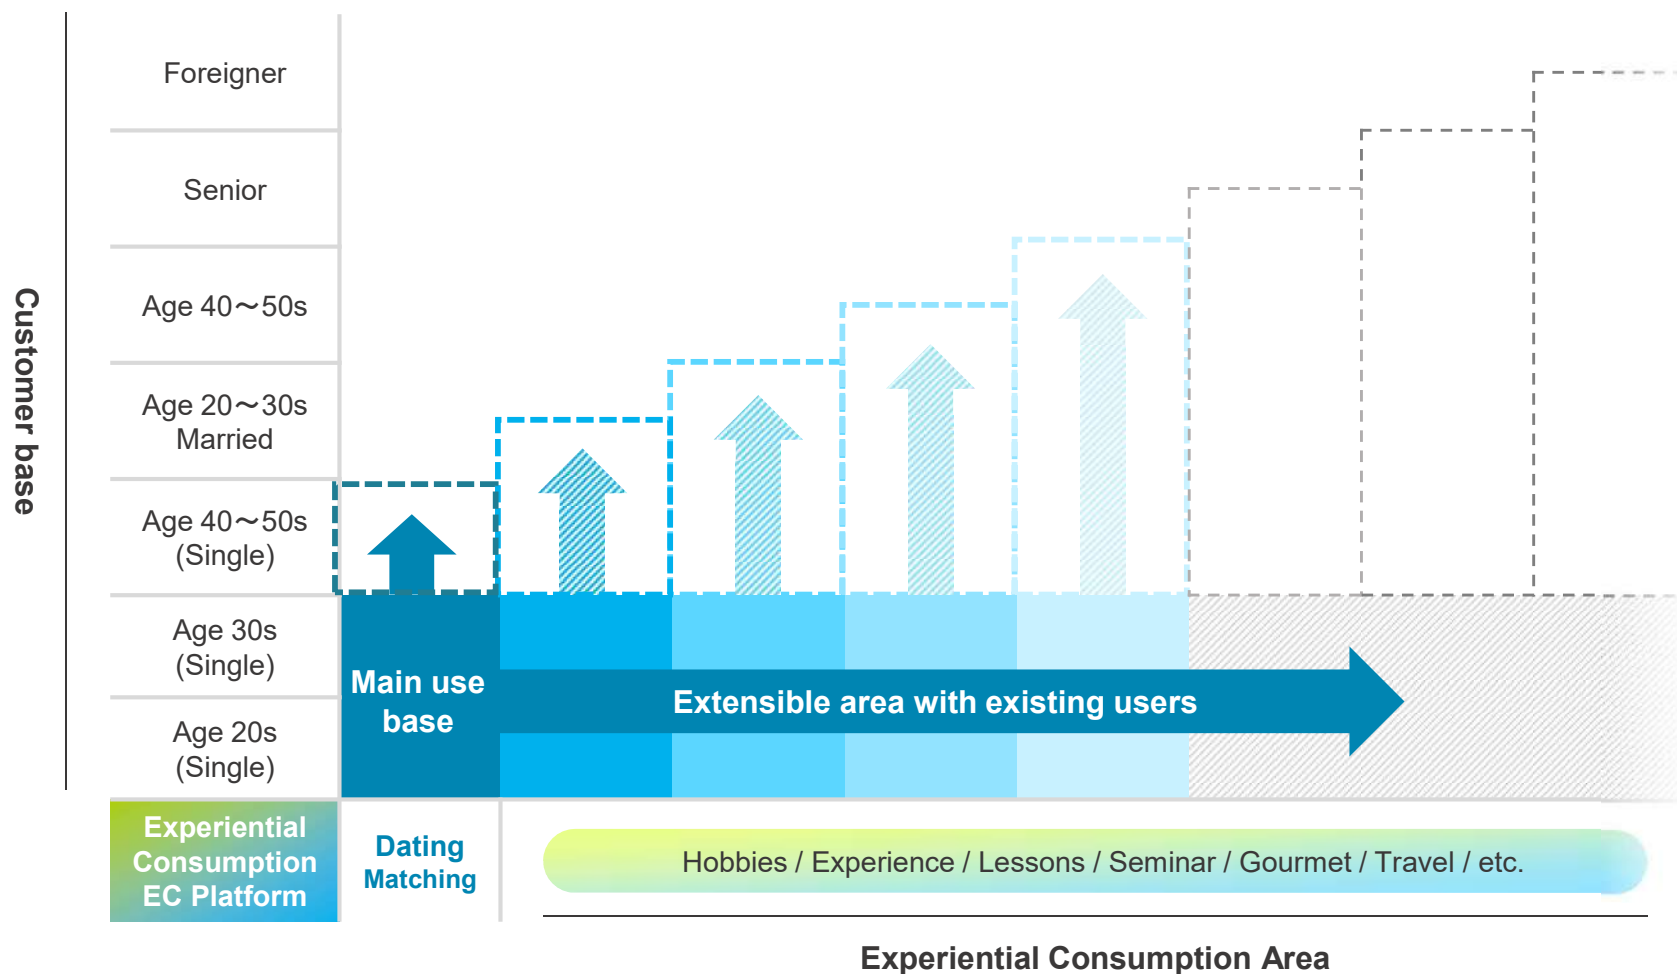 Customer base
Foreigner
Senior
Age 40～50s
Age 20～30s
Married
Age 40～50s
(Single)
Age 30s
(Single)
Age 20s
(Single)
Main use
base
Extensible area with existing users
Experiential
Consumption
EC Platform
Dating
Matching
Hobbies / Experience / Lessons / Seminar / Gourmet / Travel / etc.
Experiential Consumption Area